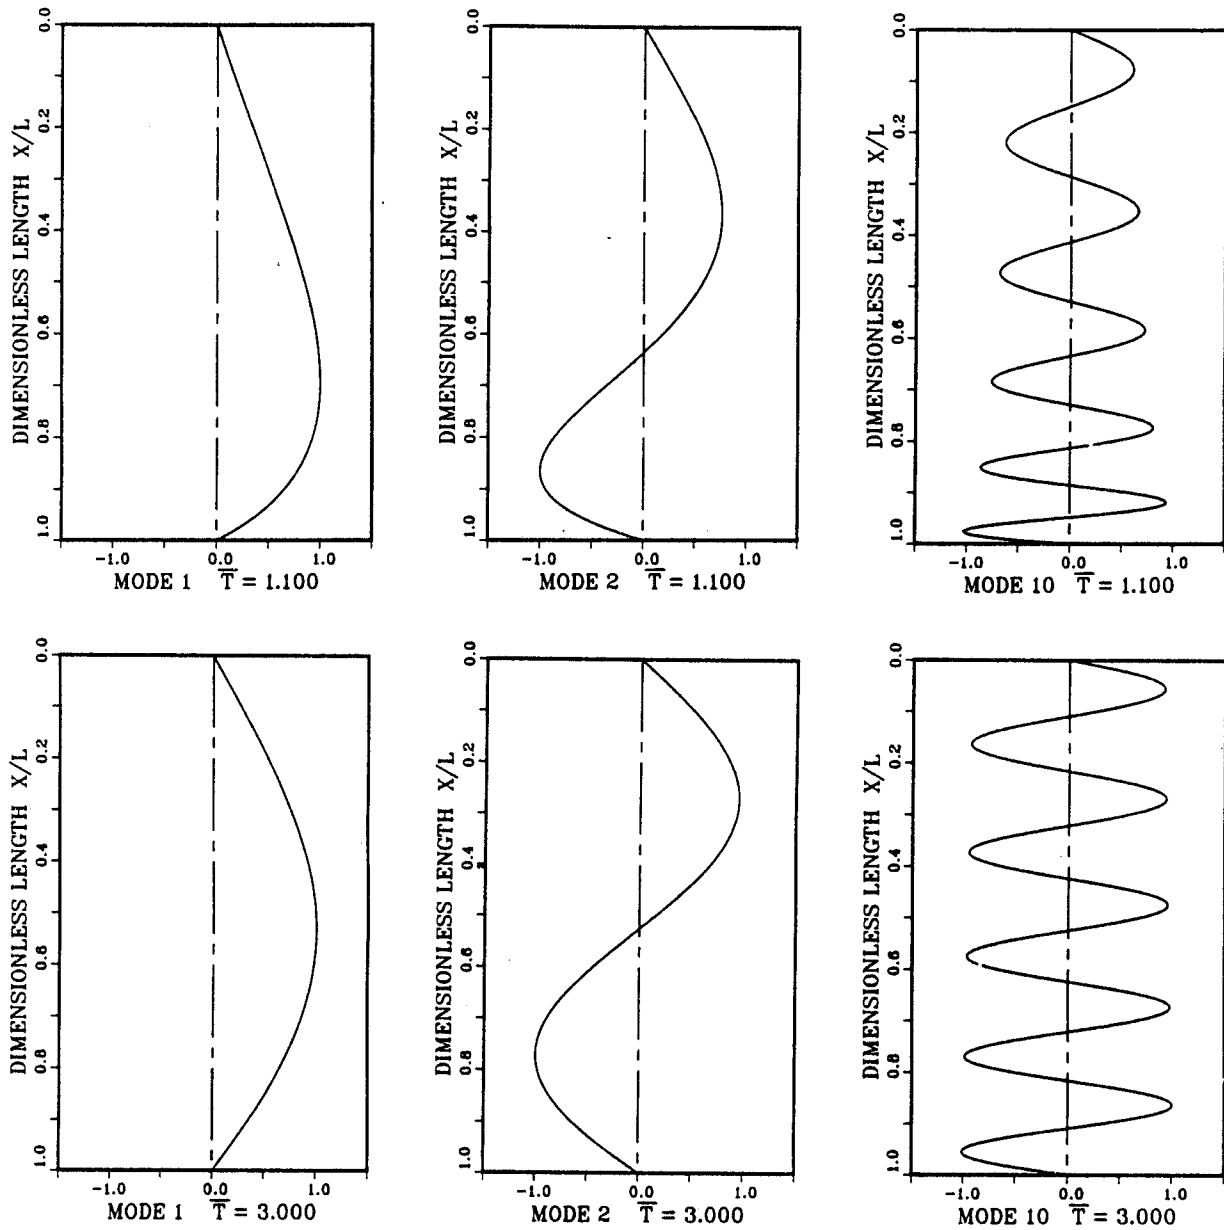 DIMENSIONLESS LENGTH X/L
0.0
0.2
0.4
0.6
0.8
1.0
-1.0 0.0 1.0
MODE 1 T̅ = 1.100
DIMENSIONLESS LENGTH X/L
0.0
0.2
0.4
0.6
0.8
1.0
-1.0 0.0 1.0
MODE 2 T̅ = 1.100
DIMENSIONLESS LENGTH X/L
0.0
0.2
0.4
0.6
0.8
1.0
-1.0 0.0 1.0
MODE 10 T̅ = 1.100
DIMENSIONLESS LENGTH X/L
0.0
0.2
0.4
0.6
0.8
1.0
-1.0 0.0 1.0
MODE 1 T̅ = 3.000
DIMENSIONLESS LENGTH X/L
0.0
0.2
0.4
0.6
0.8
1.0
-1.0 0.0 1.0
MODE 2 T̅ = 3.000
DIMENSIONLESS LENGTH X/L
0.0
0.2
0.4
0.6
0.8
1.0
-1.0 0.0 1.0
MODE 10 T̅ = 3.000